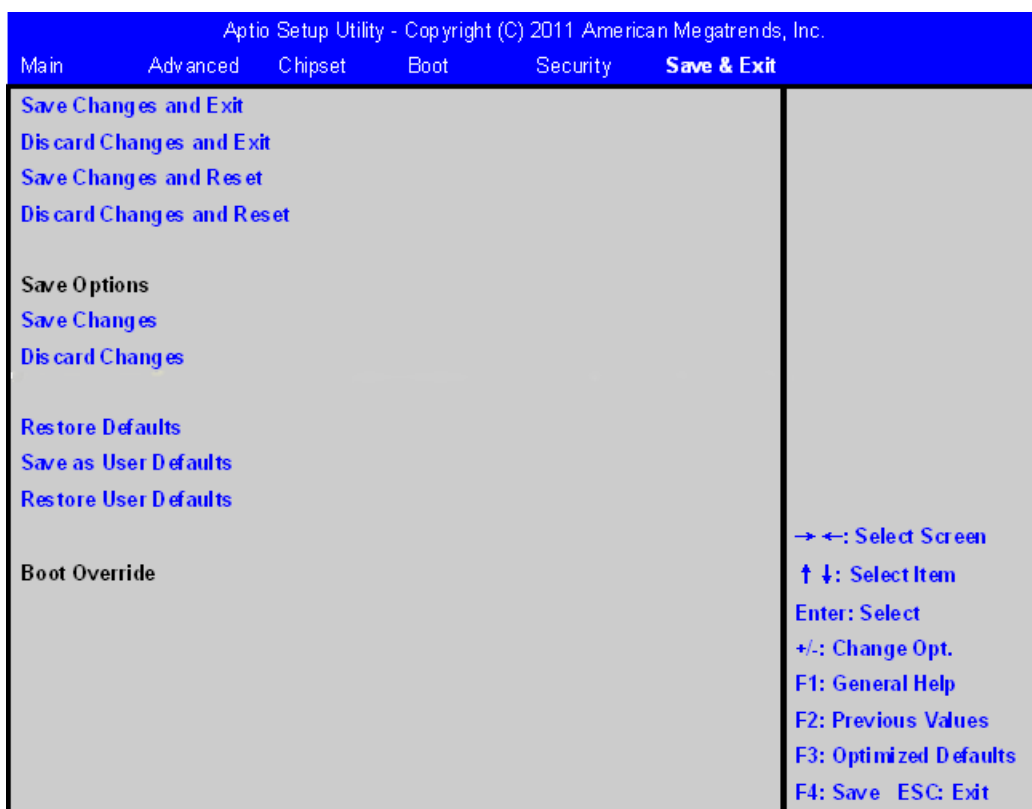 Aptio Setup Utility - Copyright (C) 2011 American Megatrends, Inc.
Main Advanced Chipset Boot Security Save & Exit
Save Changes and Exit
Discard Changes and Exit
Save Changes and Reset
Discard Changes and Reset
Save Options
Save Changes
Discard Changes
Restore Defaults
Save as User Defaults
Restore User Defaults
Boot Override
→ ←: Select Screen
↑ ↓: Select Item
Enter: Select
+/-: Change Opt.
F1: General Help
F2: Previous Values
F3: Optimized Defaults
F4: Save ESC: Exit